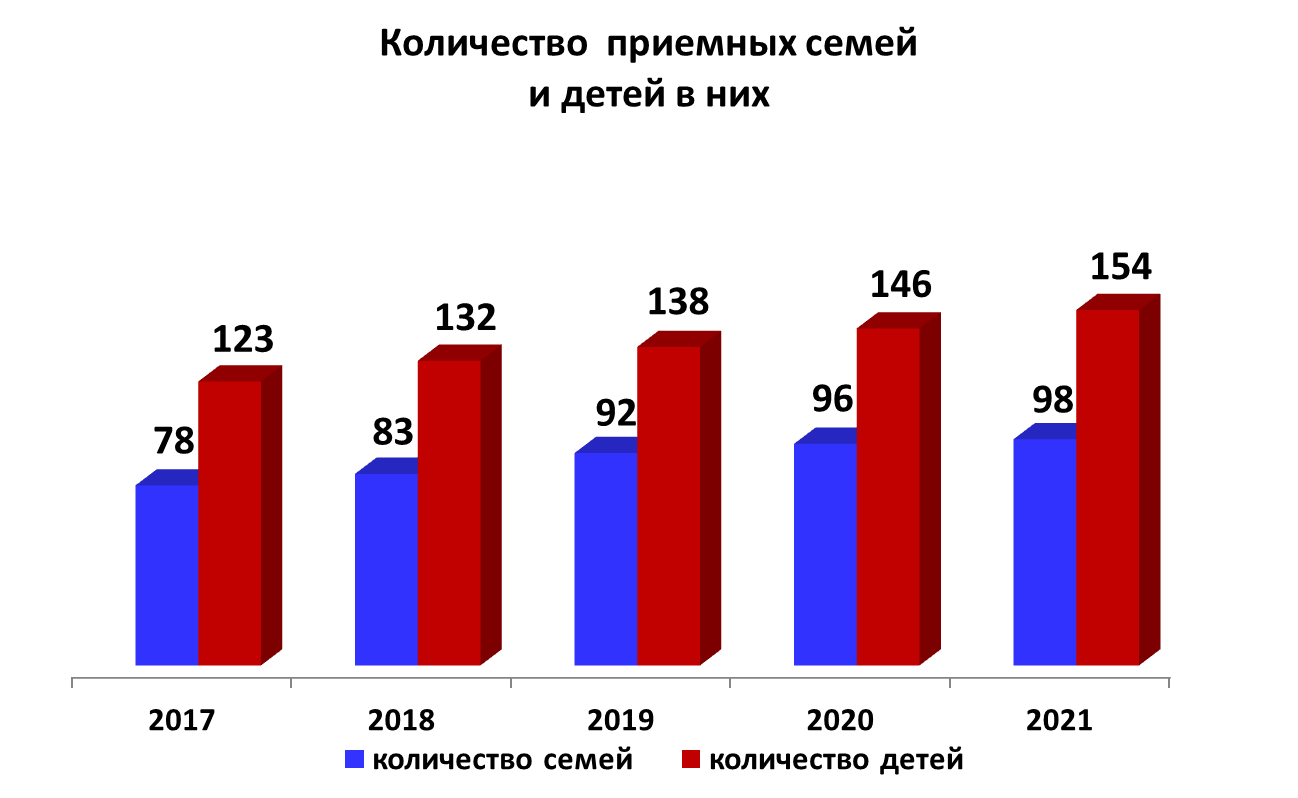 Количество приемных семей
и детей в них
154
146
138
132
123
98
96
92
83
78
2017 2018 2019 2020 2021
количество семей количество детей